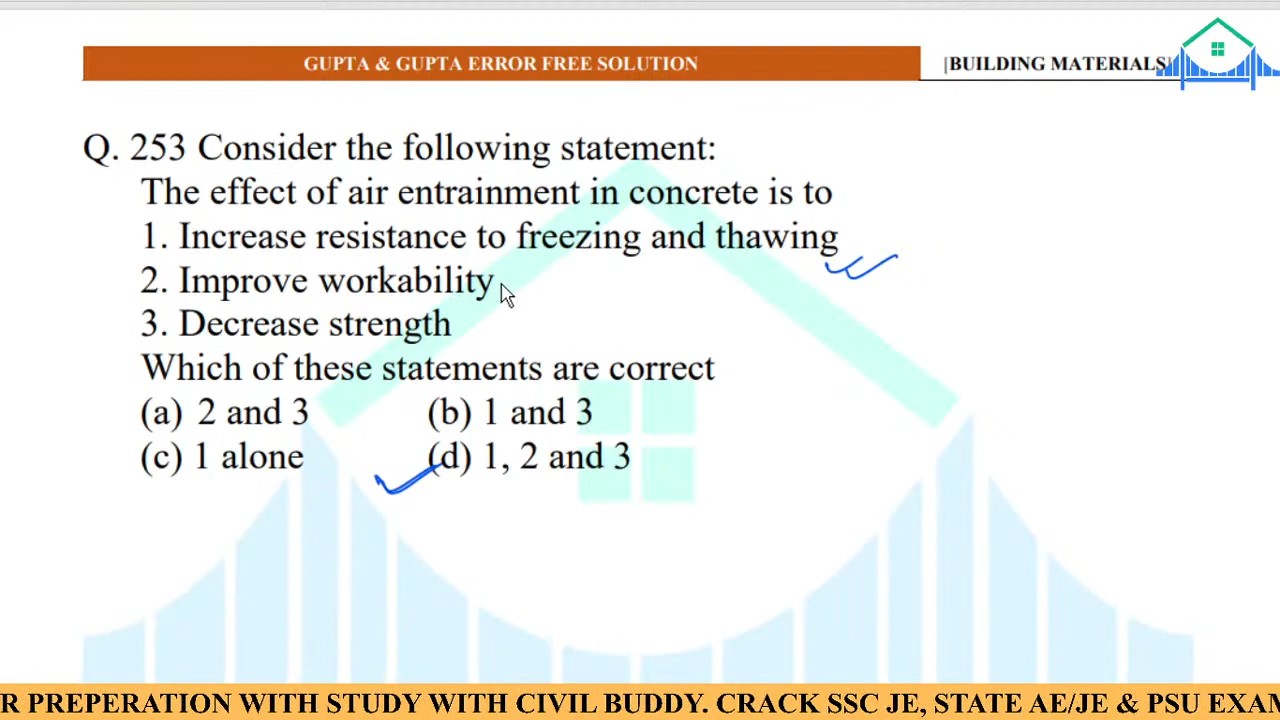 GUPTA & GUPTA ERROR FREE SOLUTION
|BUILDING MATERIALS|
Q. 253 Consider the following statement:
The effect of air entrainment in concrete is to
1. Increase resistance to freezing and thawing
2. Improve workability
3. Decrease strength
Which of these statements are correct
(a) 2 and 3 (b) 1 and 3
(c) 1 alone (d) 1, 2 and 3
R PREPERATION WITH STUDY WITH CIVIL BUDDY. CRACK SSC JE, STATE AE/JE & PSU EXAM